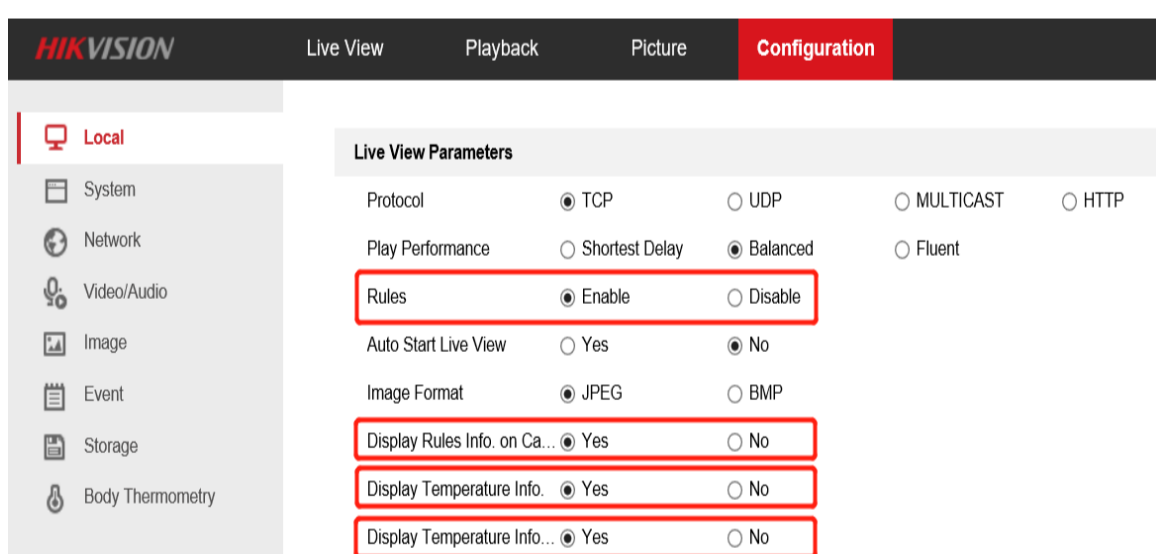 HIKVISION Live View Playback Picture Configuration
Local
System
Network
Video/Audio
Image
Event
Storage
Body Thermometry
Live View Parameters
Protocol TCP UDP MULTICAST HTTP
Play Performance Shortest Delay Balanced Fluent
Rules Enable Disable
Auto Start Live View Yes No
Image Format JPEG BMP
Display Rules Info. on Ca... Yes No
Display Temperature Info. Yes No
Display Temperature Info... Yes No